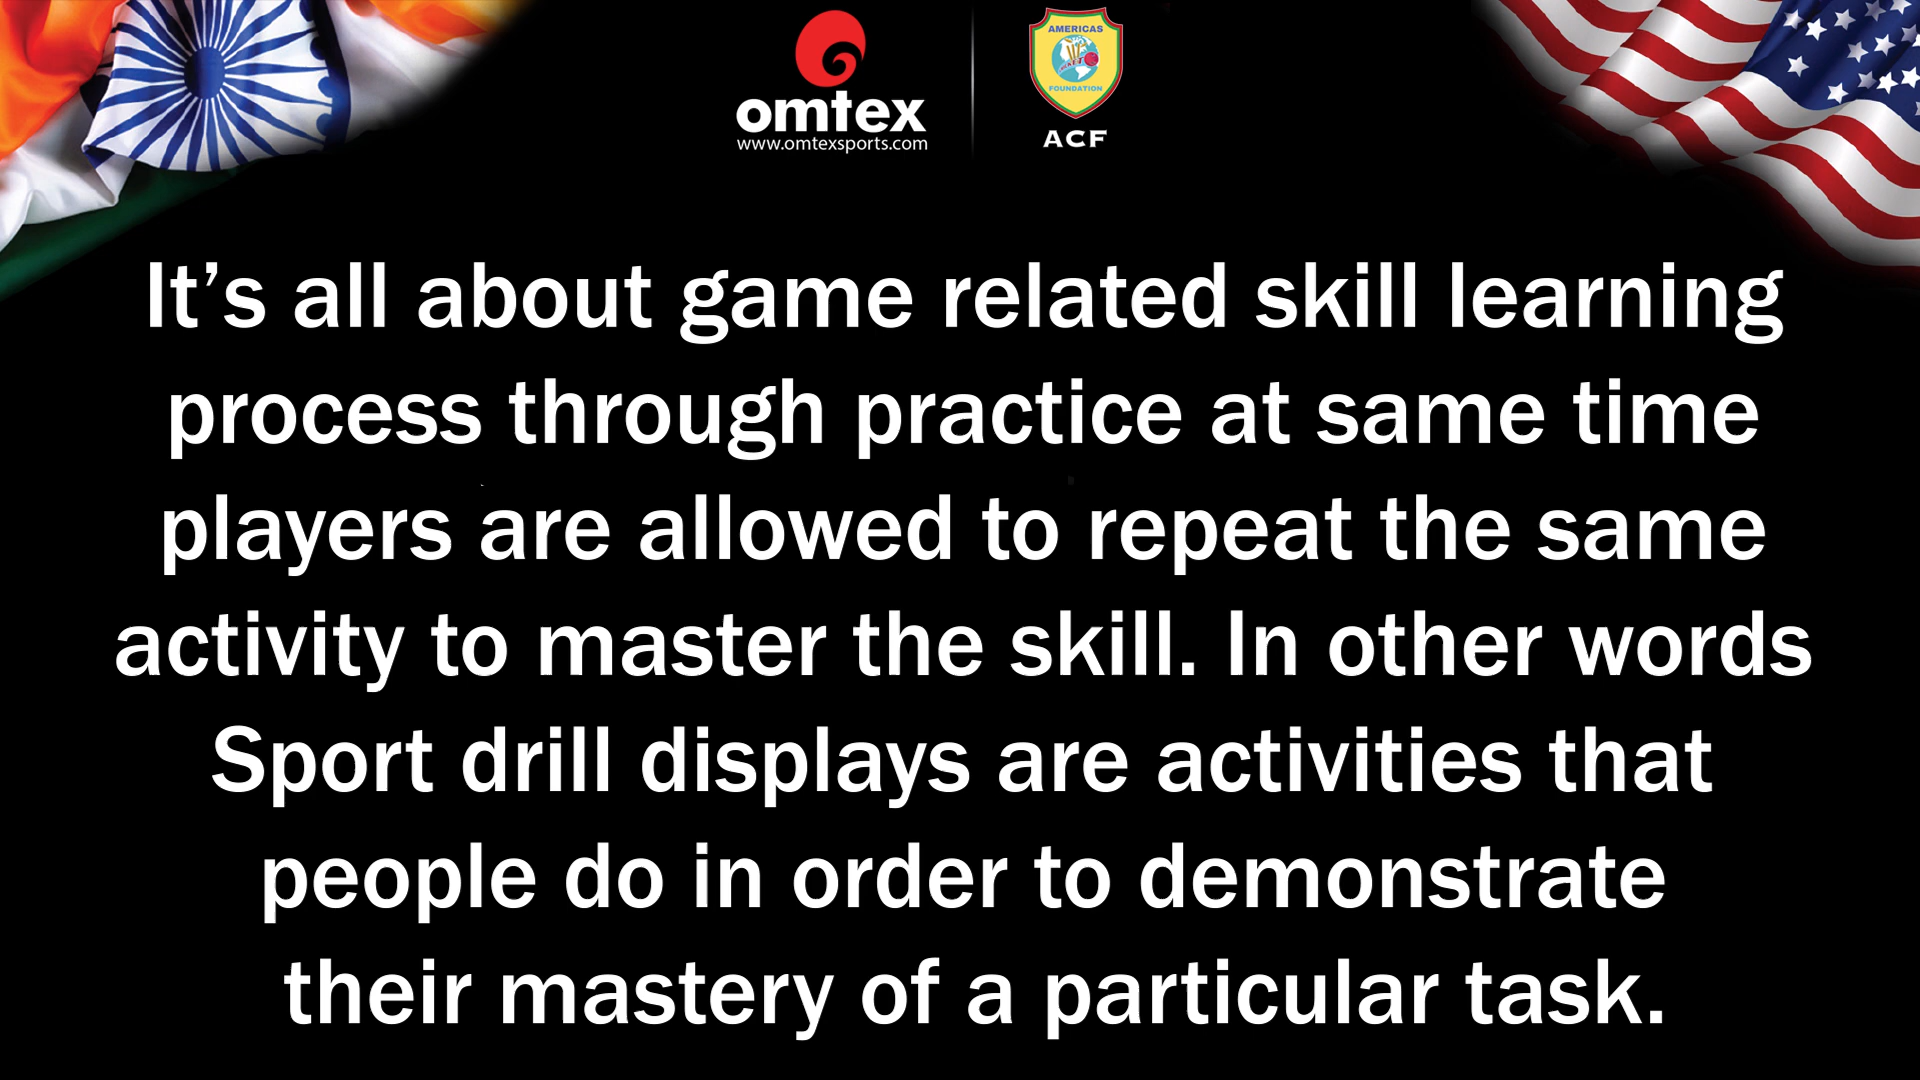 omtex
www.omtexsports.com
AMERICAS
FOUNDATION
ACF
It’s all about game related skill learning
process through practice at same time
players are allowed to repeat the same
activity to master the skill. In other words
Sport drill displays are activities that
people do in order to demonstrate
their mastery of a particular task.